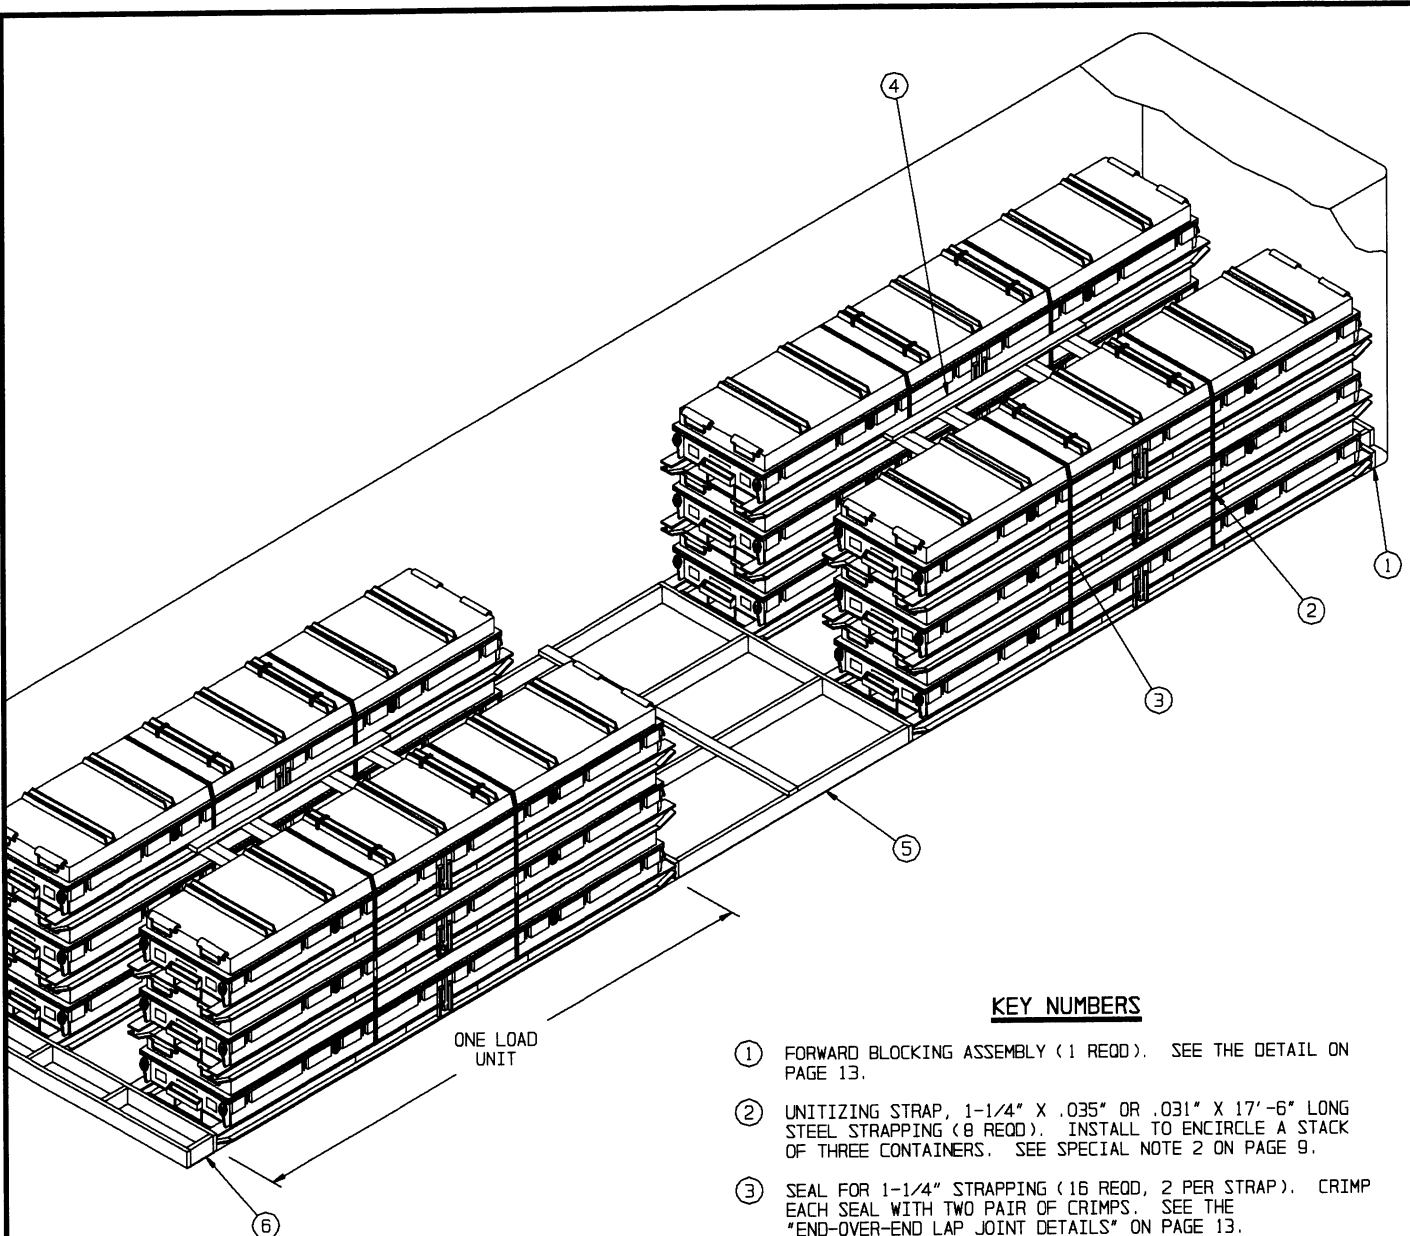 4
1
2
3
5
ONE LOAD
UNIT
6
KEY NUMBERS
1 FORWARD BLOCKING ASSEMBLY (1 REQD). SEE THE DETAIL ON
PAGE 13.
2 UNITIZING STRAP, 1-1/4" X .035" OR .031" X 17'-6" LONG
STEEL STRAPPING (8 REQD). INSTALL TO ENCIRCLE A STACK
OF THREE CONTAINERS. SEE SPECIAL NOTE 2 ON PAGE 9.
3 SEAL FOR 1-1/4" STRAPPING (16 REQD, 2 PER STRAP). CRIMP
EACH SEAL WITH TWO PAIR OF CRIMPS. SEE THE
"END-OVER-END LAP JOINT DETAILS" ON PAGE 13.